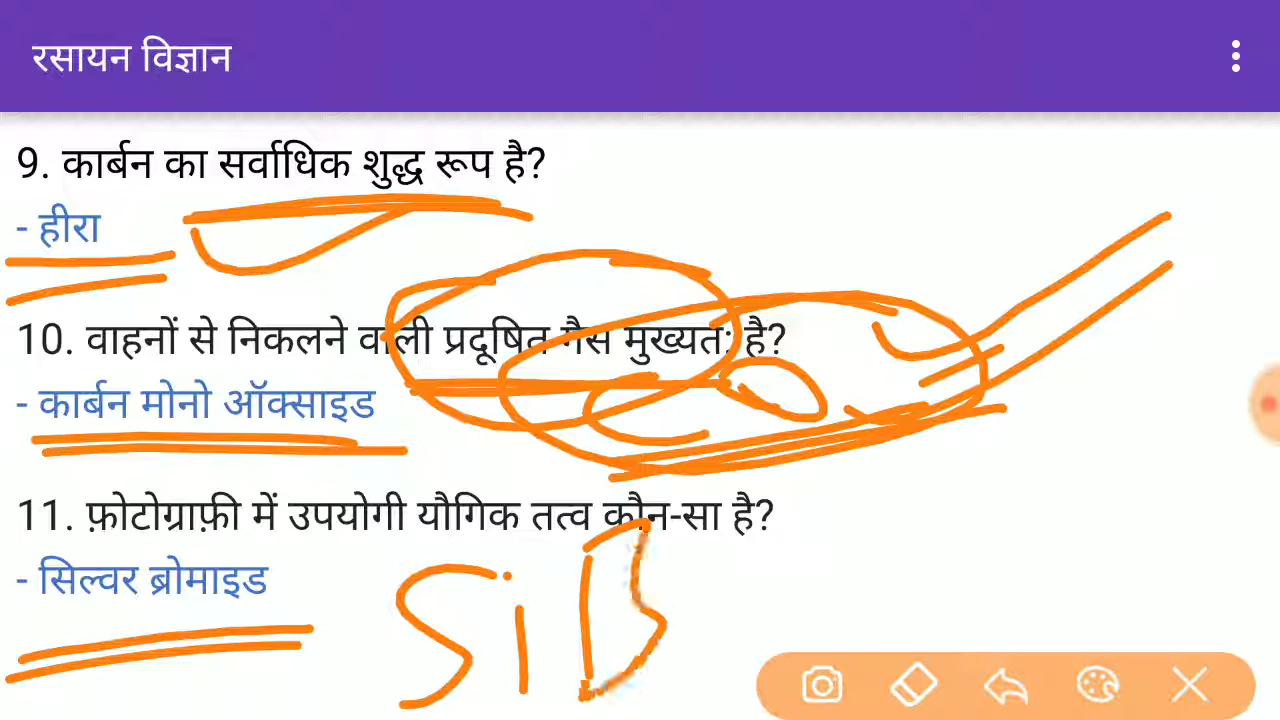 रसायन विज्ञान
9. कार्बन का सर्वाधिक शुद्ध रूप है?
- हीरा
10. वाहनों से निकलने वाली प्रदूषित गैस मुख्यत: है?
- कार्बन मोनो ऑक्साइड
11. फ़ोटोग्राफ़ी में उपयोगी यौगिक तत्व कौन-सा है?
- सिल्वर ब्रोमाइड
SiB